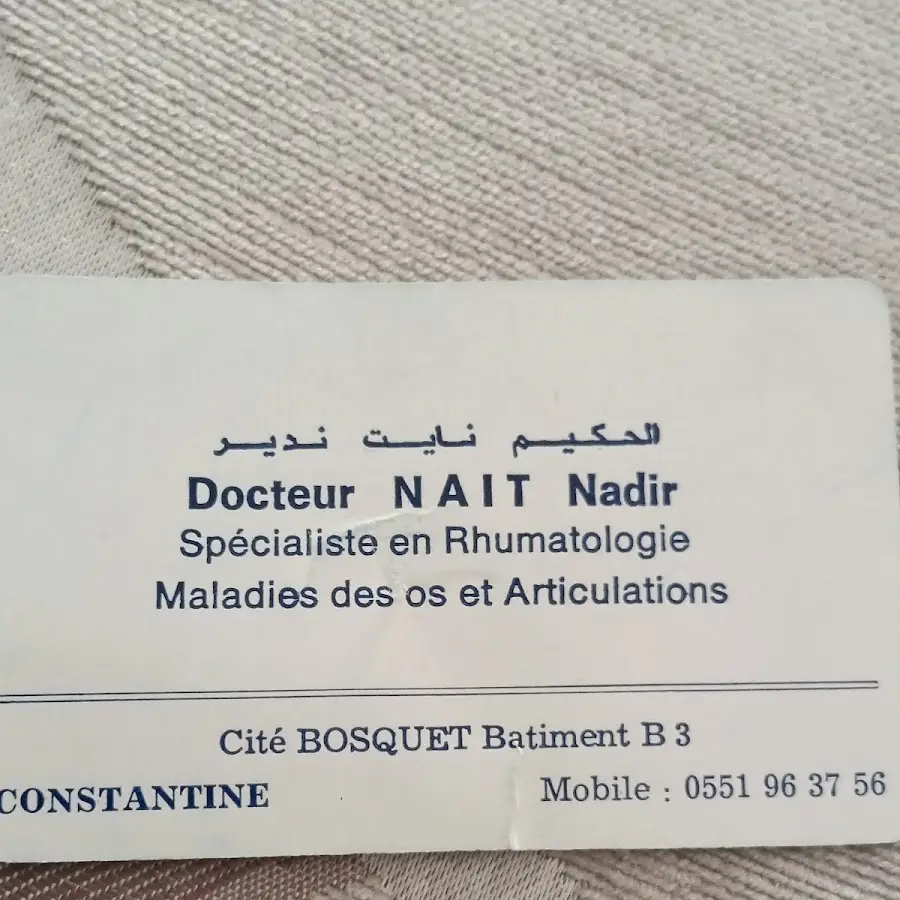 الحكيم نايت ندير
Docteur NAIT Nadir
Spécialiste en Rhumatologie
Maladies des os et Articulations
Cité BOSQUET Batiment B 3
CONSTANTINE Mobile : 0551 96 37 56